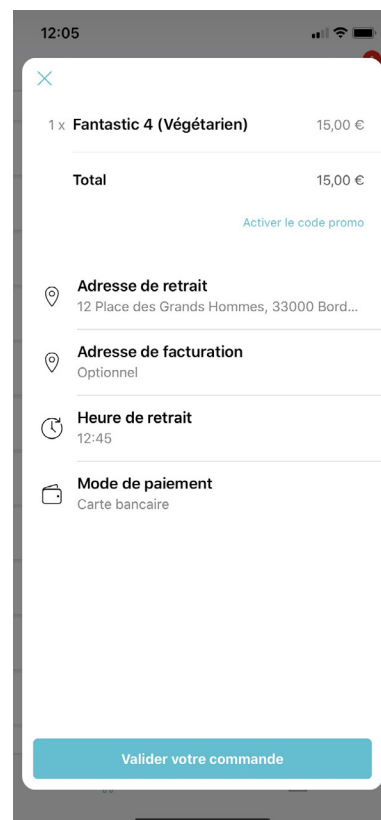 12:05
1 x Fantastic 4 (Végétarien) 15,00 €
Total 15,00 €
Activer le code promo
Adresse de retrait
12 Place des Grands Hommes, 33000 Bord...
Adresse de facturation
Optionnel
Heure de retrait
12:45
Mode de paiement
Carte bancaire
Valider votre commande